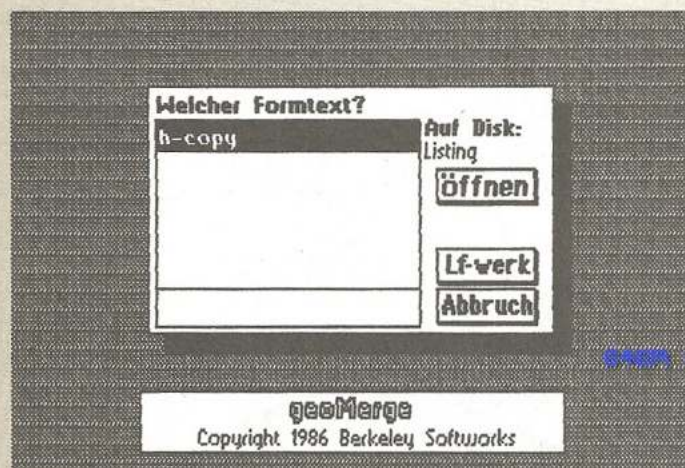 Welcher Formtext?
h-copy
Auf Disk:
Listing
Öffnen
Lf-werk
Abbruch
geoMerge
Copyright 1986 Berkeley Softworks